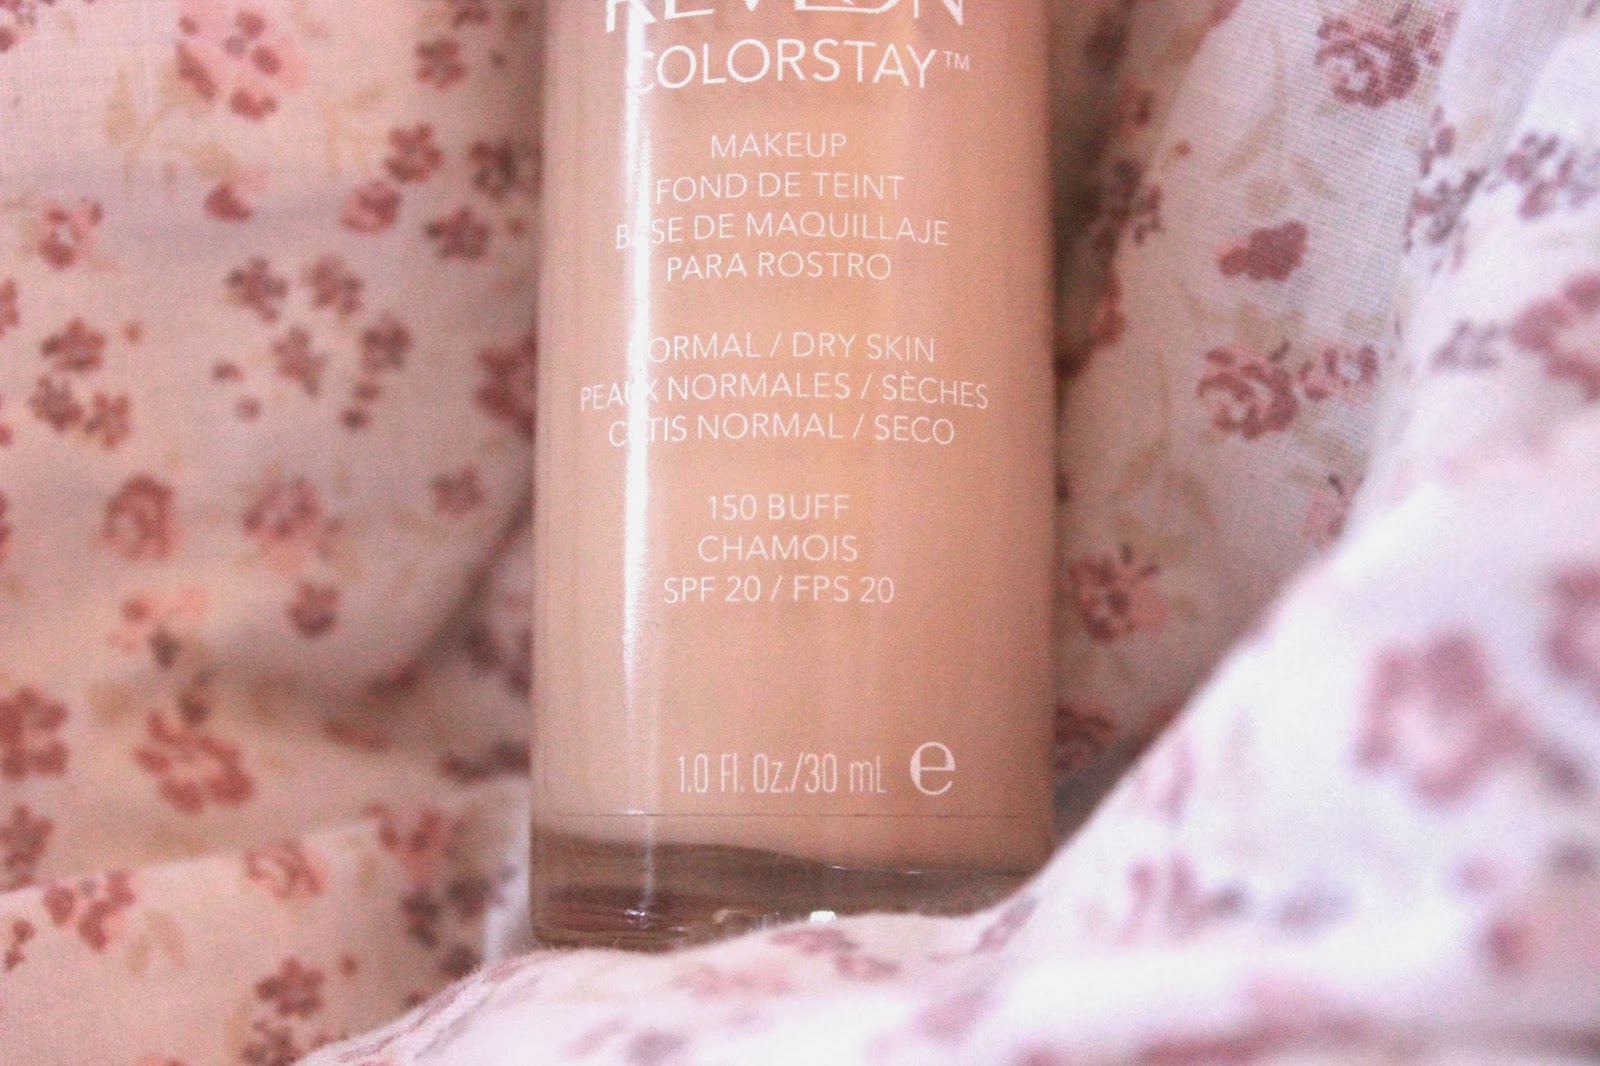 REVLON
COLORSTAY™
MAKEUP
FOND DE TEINT
BASE DE MAQUILLAJE
PARA ROSTRO
NORMAL / DRY SKIN
PEAUX NORMALES / SÈCHES
CUTIS NORMAL / SECO
150 BUFF
CHAMOIS
SPF 20 / FPS 20
1.0 Fl. Oz./30 mL ℮